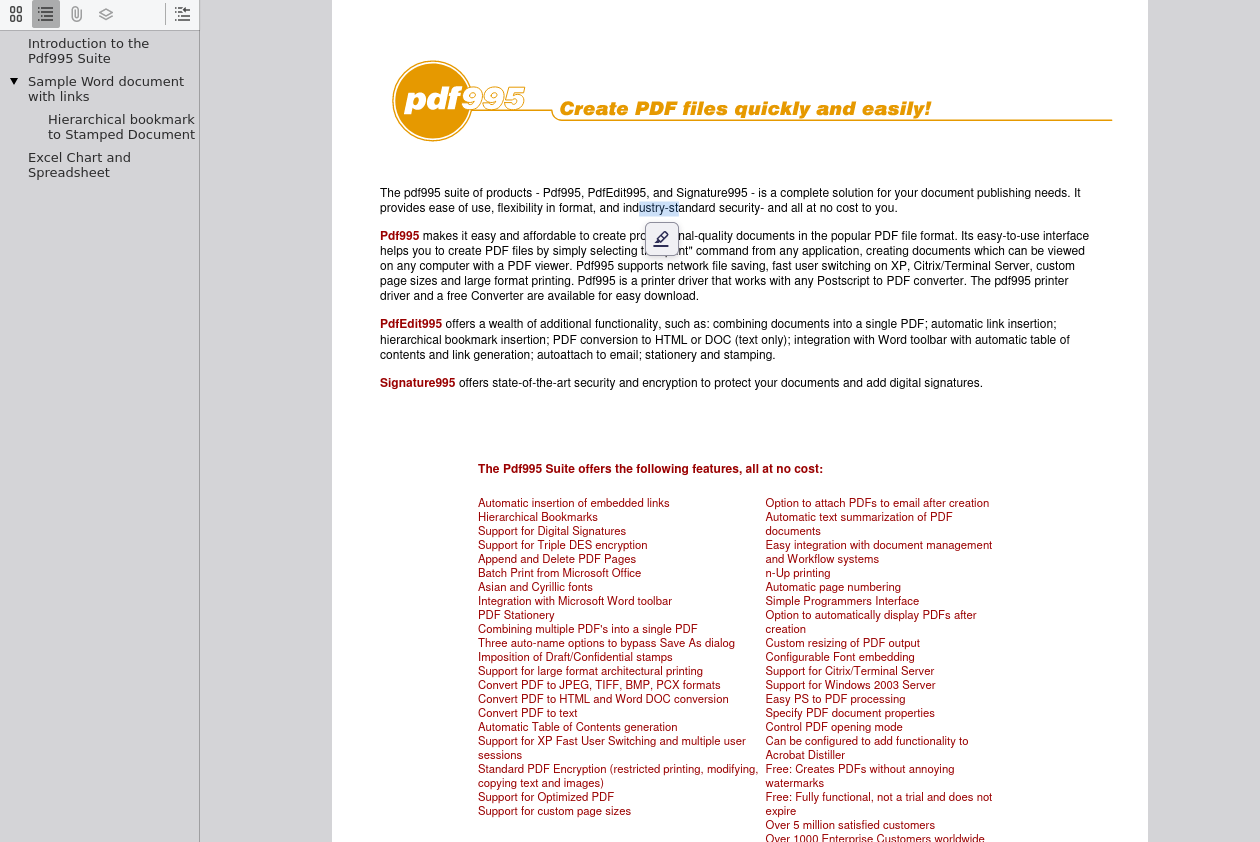 Introduction to the
Pdf995 Suite
Sample Word document
with links
Hierarchical bookmark
to Stamped Document
Excel Chart and
Spreadsheet
pdf995
Create PDF files quickly and easily!
The pdf995 suite of products - Pdf995, PdfEdit995, and Signature995 - is a complete solution for your document publishing needs. It
provides ease of use, flexibility in format, and industry-standard security- and all at no cost to you.
Pdf995 makes it easy and affordable to create pro nal-quality documents in the popular PDF file format. Its easy-to-use interface
helps you to create PDF files by simply selecting command from any application, creating documents which can be viewed
on any computer with a PDF viewer. Pdf995 supports network file saving, fast user switching on XP, Citrix/Terminal Server, custom
page sizes and large format printing. Pdf995 is a printer driver that works with any Postscript to PDF converter. The pdf995 printer
driver and a free Converter are available for easy download.
PdfEdit995 offers a wealth of additional functionality, such as: combining documents into a single PDF; automatic link insertion;
hierarchical bookmark insertion; PDF conversion to HTML or DOC (text only); integration with Word toolbar with automatic table of
contents and link generation; autoattach to email; stationery and stamping.
Signature995 offers state-of-the-art security and encryption to protect your documents and add digital signatures.
The Pdf995 Suite offers the following features, all at no cost:
Automatic insertion of embedded links
Hierarchical Bookmarks
Support for Digital Signatures
Support for Triple DES encryption
Append and Delete PDF Pages
Batch Print from Microsoft Office
Asian and Cyrillic fonts
Integration with Microsoft Word toolbar
PDF Stationery
Combining multiple PDF's into a single PDF
Three auto-name options to bypass Save As dialog
Imposition of Draft/Confidential stamps
Support for large format architectural printing
Convert PDF to JPEG, TIFF, BMP, PCX formats
Convert PDF to HTML and Word DOC conversion
Convert PDF to text
Automatic Table of Contents generation
Support for XP Fast User Switching and multiple user
sessions
Standard PDF Encryption (restricted printing, modifying,
copying text and images)
Support for Optimized PDF
Support for custom page sizes
Option to attach PDFs to email after creation
Automatic text summarization of PDF
documents
Easy integration with document management
and Workflow systems
n-Up printing
Automatic page numbering
Simple Programmers Interface
Option to automatically display PDFs after
creation
Custom resizing of PDF output
Configurable Font embedding
Support for Citrix/Terminal Server
Support for Windows 2003 Server
Easy PS to PDF processing
Specify PDF document properties
Control PDF opening mode
Can be configured to add functionality to
Acrobat Distiller
Free: Creates PDFs without annoying
watermarks
Free: Fully functional, not a trial and does not
expire
Over 5 million satisfied customers
Over 1000 Enterprise Customers worldwide